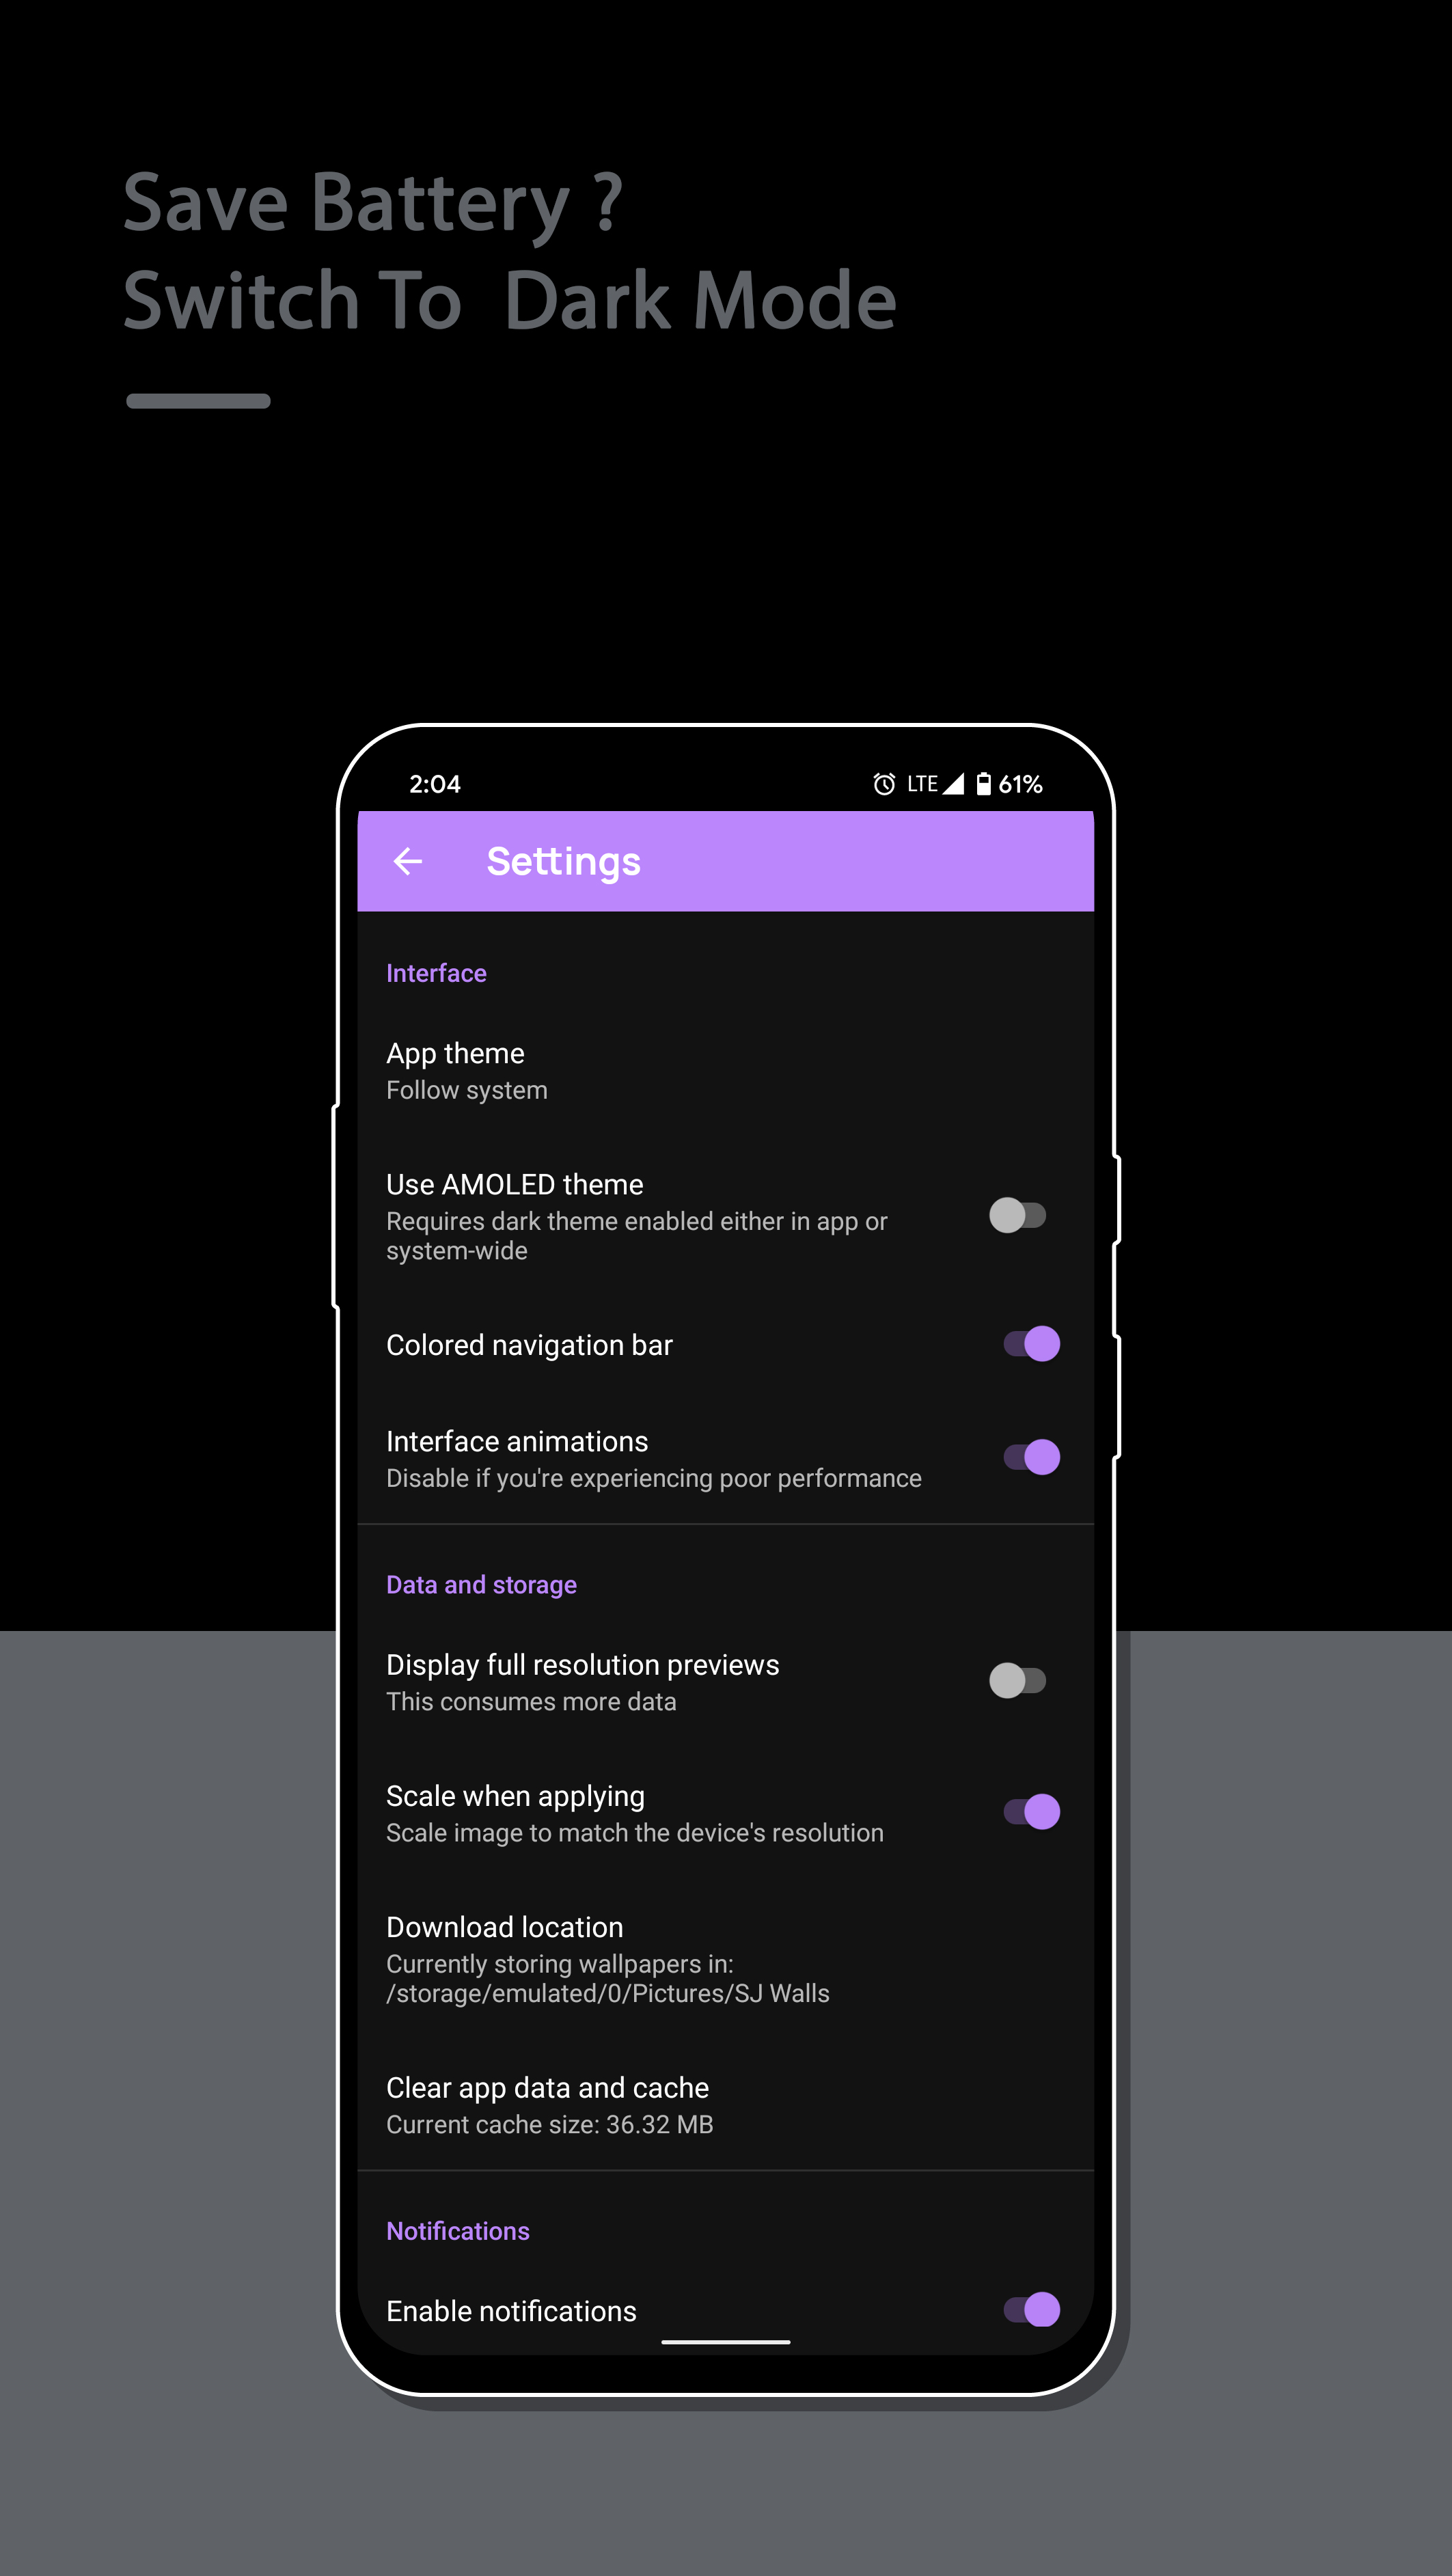 Save Battery ?
Switch To Dark Mode
2:04
LTE 61%
Settings
Interface
App theme
Follow system
Use AMOLED theme
Requires dark theme enabled either in app or
system-wide
Colored navigation bar
Interface animations
Disable if you're experiencing poor performance
Data and storage
Display full resolution previews
This consumes more data
Scale when applying
Scale image to match the device's resolution
Download location
Currently storing wallpapers in:
/storage/emulated/0/Pictures/SJ Walls
Clear app data and cache
Current cache size: 36.32 MB
Notifications
Enable notifications